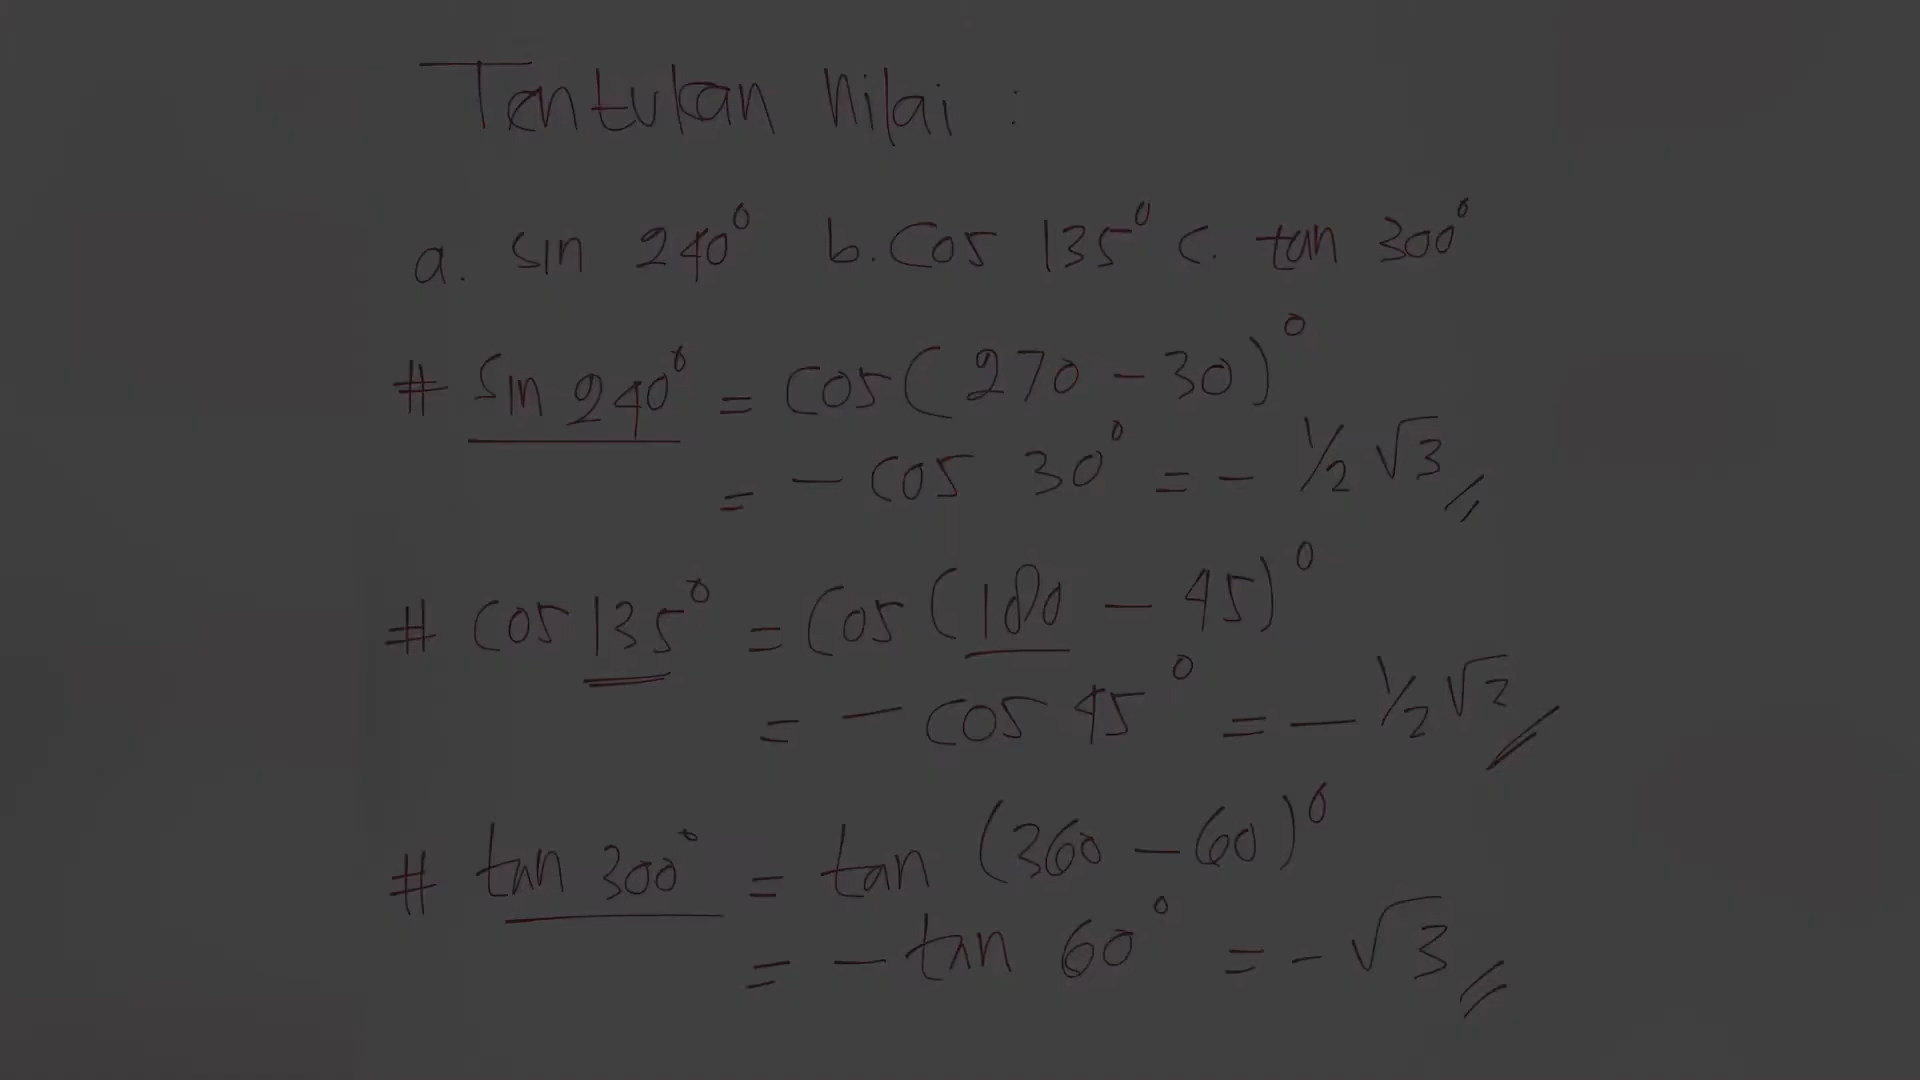 Tentukan Nilai :
a. sin 240° b. cos 135° c. tan 300°
# sin 240° = cos (270 - 30)°
= - cos 30° = - 1/2 √3
# cos 135° = cos (180 - 45)°
= - cos 45° = - 1/2 √2
# tan 300° = tan (360 - 60)°
= - tan 60° = - √3